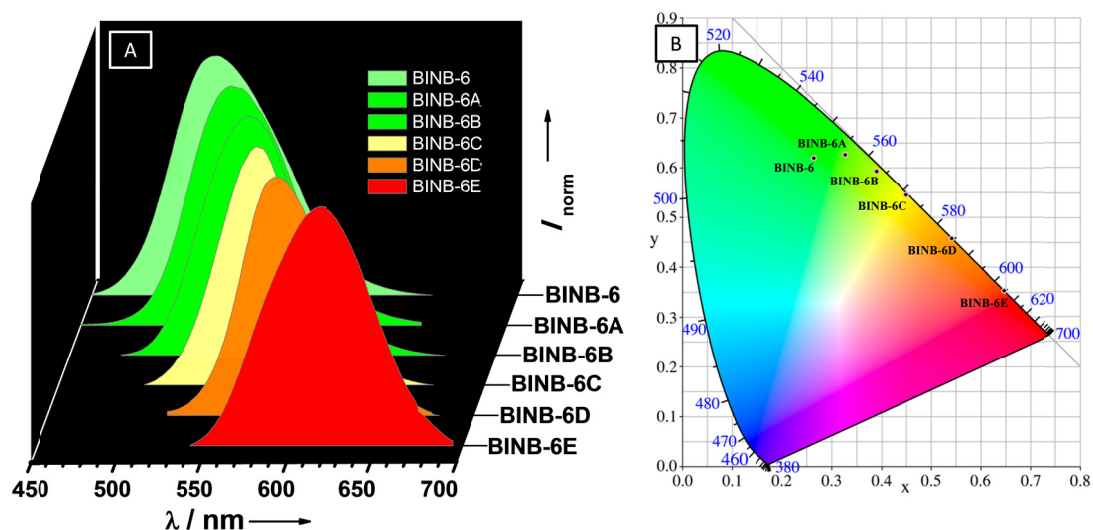 A
BINB-6
BINB-6A
BINB-6B
BINB-6C
BINB-6D
BINB-6E
I norm
BINB-6
BINB-6A
BINB-6B
BINB-6C
BINB-6D
BINB-6E
450 500 550 600 650 700
λ / nm
B
0.9
0.8
0.7
0.6
0.5
0.4
0.3
0.2
0.1
0.0
y
520
540
560
500
580
600
620
700
490
480
470
460
380
BINB-6A
BINB-6
BINB-6B
BINB-6C
BINB-6D
BINB-6E
0.0 0.1 0.2 0.3 0.4 0.5 0.6 0.7 0.8
x